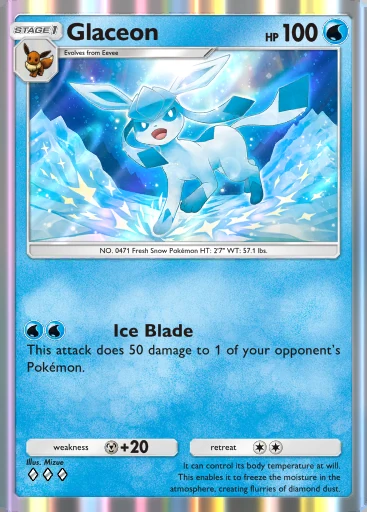 STAGE 1 Glaceon HP 100
Evolves from Eevee
NO. 0471 Fresh Snow Pokémon HT: 2'7" WT: 57.1 lbs.
Ice Blade
This attack does 50 damage to 1 of your opponent's
Pokémon.
weakness +20 retreat
Illus. Mizue
It can control its body temperature at will.
This enables it to freeze the moisture in the
atmosphere, creating flurries of diamond dust.